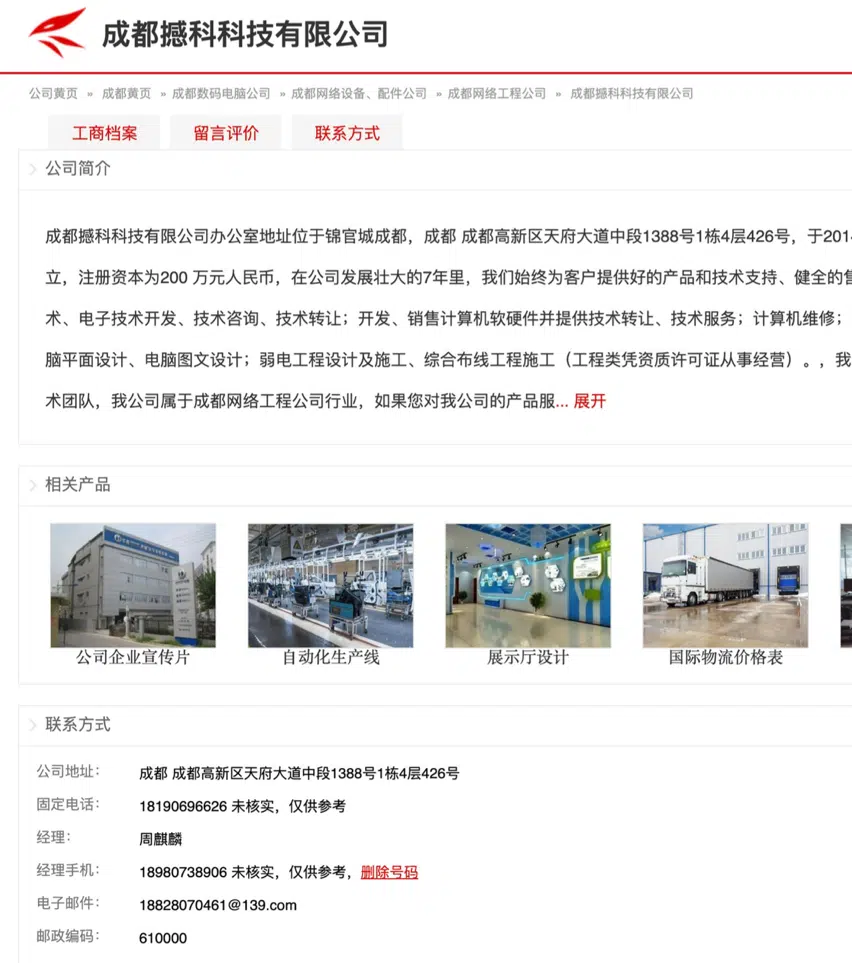 成都撼科科技有限公司
公司黄页 » 成都黄页 » 成都数码电脑公司 » 成都网络设备、配件公司 » 成都网络工程公司 » 成都撼科科技有限公司
工商档案 留言评价 联系方式
公司简介
成都撼科科技有限公司办公室地址位于锦官城成都，成都 成都高新区天府大道中段1388号1栋4层426号，于2014
立，注册资本为200 万元人民币，在公司发展壮大的7年里，我们始终为客户提供好的产品和技术支持、健全的售
术、电子技术开发、技术咨询、技术转让；开发、销售计算机软硬件并提供技术转让、技术服务；计算机维修；
脑平面设计、电脑图文设计；弱电工程设计及施工、综合布线工程施工（工程类凭资质许可证从事经营）。，我
术团队，我公司属于成都网络工程公司行业，如果您对我公司的产品服... 展开
相关产品
公司企业宣传片 自动化生产线 展示厅设计 国际物流价格表
联系方式
公司地址： 成都 成都高新区天府大道中段1388号1栋4层426号
固定电话： 18190696626 未核实，仅供参考
经理： 周麒麟
经理手机： 18980738906 未核实，仅供参考，删除号码
电子邮件： 18828070461@139.com
邮政编码： 610000